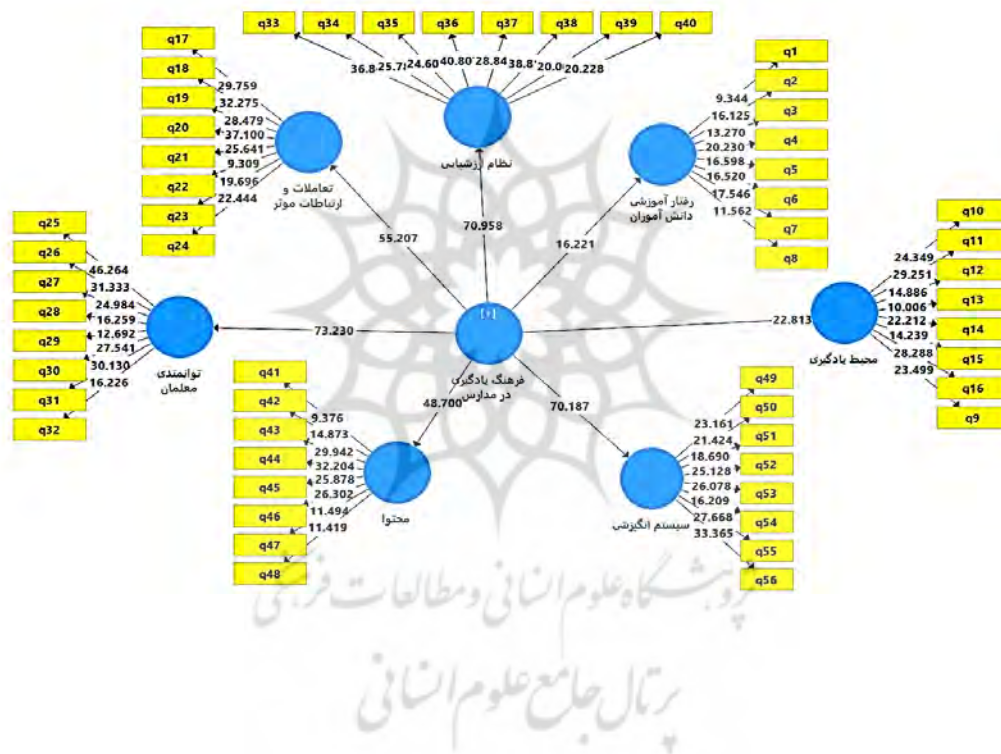 q33
q34
q35
q36
q37
q38
q39
q40
36.8
25.7
24.60
40.80
28.84
38.8
20.0
20.228
نظام ارزشیابی
q17
q18
q19
q20
q21
q22
q23
q24
29.759
32.275
28.479
37.100
25.641
9.309
19.696
22.444
تعاملات و
ارتباطات موثر
q1
q2
q3
q4
q5
q6
q7
q8
9.344
16.125
13.270
20.230
16.598
16.520
17.546
11.562
رفتار آموزشی
دانش آموزان
q25
q26
q27
q28
q29
q30
q31
q32
46.264
31.333
24.984
16.259
12.692
27.541
30.130
16.226
توانمندی
معلمان
q10
q11
q12
q13
q14
q15
q16
q9
24.349
29.251
14.886
10.006
22.212
14.239
28.288
23.499
محیط یادگیری
55.207
70.958
16.221
73.230
22.813
48.700
70.187
[+]
فرهنگ یادگیری
در مدارس
q41
q42
q43
q44
q45
q46
q47
q48
9.376
14.873
29.942
32.204
25.878
26.302
11.494
11.419
محتوا
q49
q50
q51
q52
q53
q54
q55
q56
23.161
21.424
18.690
25.128
26.078
16.209
27.668
33.365
سیستم انگیزشی
پژوهشگاه علوم انسانی و مطالعات فرهنگی
پرتال جامع علوم انسانی